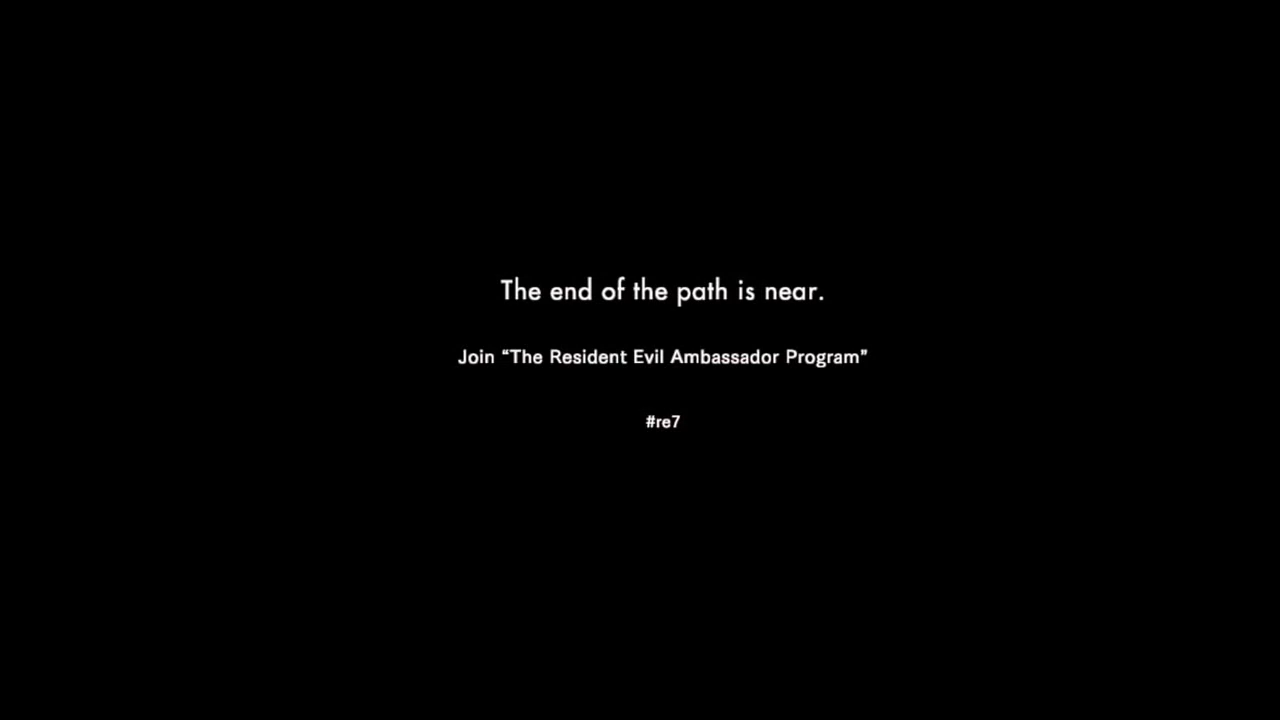 The end of the path is near.
Join “The Resident Evil Ambassador Program”
#re7